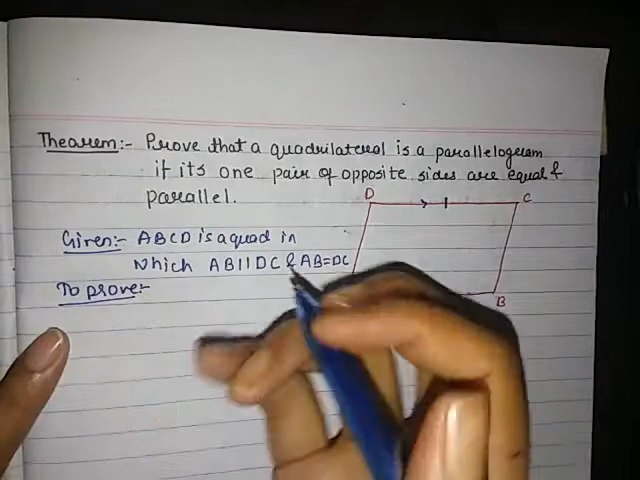 Theorem:- Prove that a quadrilateral is a parallelogram
if its one pair of opposite sides are equal &
parallel.
D
C
Given:- ABCD is a quad in
which AB||DC & AB=DC
To prove:-
B